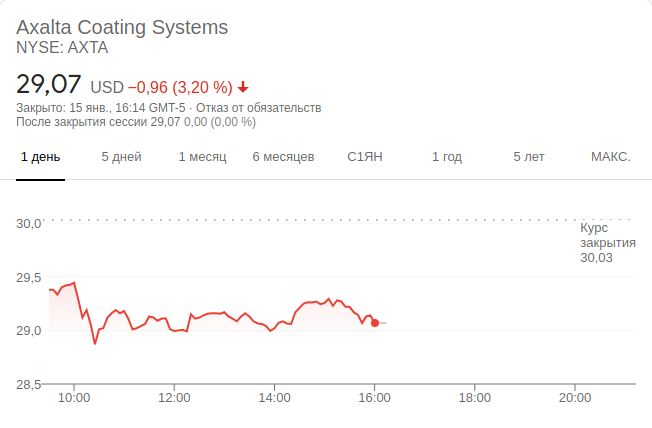 Axalta Coating Systems
NYSE: AXTA
29,07 USD −0,96 (3,20 %)
Закрыто: 15 янв., 16:14 GMT-5 · Отказ от обязательств
После закрытия сессии 29,07 0,00 (0,00 %)
1 день 5 дней 1 месяц 6 месяцев С1ЯН 1 год 5 лет МАКС.
30,0
Курс
закрытия
30,03
29,5
29,0
28,5
10:00 12:00 14:00 16:00 18:00 20:00